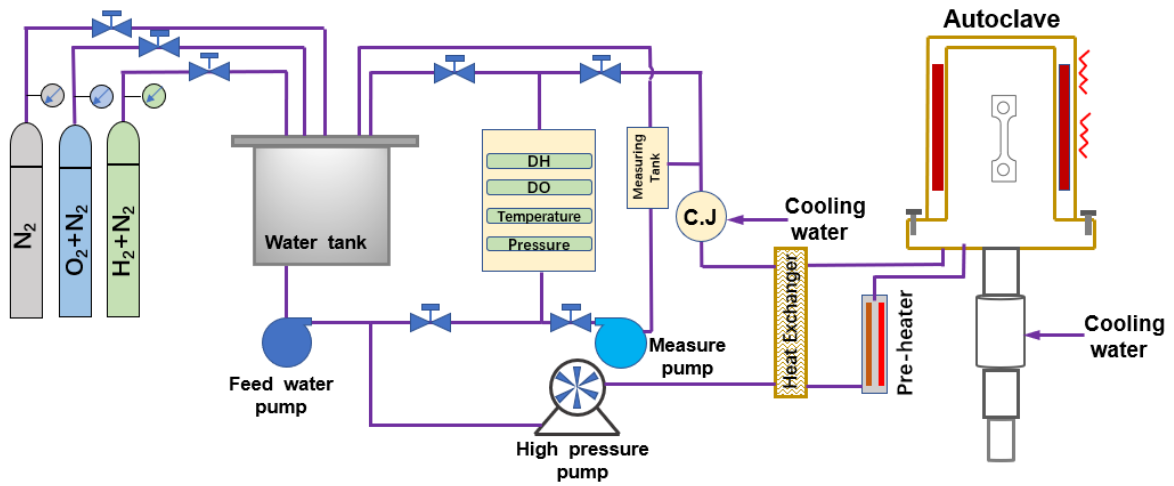 Autoclave
N₂
O₂+N₂
H₂+N₂
Water tank
DH
DO
Temperature
Pressure
Measuring
Tank
C.J
Cooling
water
Heat Exchanger
Pre-heater
Cooling
water
Feed water
pump
Measure
pump
High pressure
pump